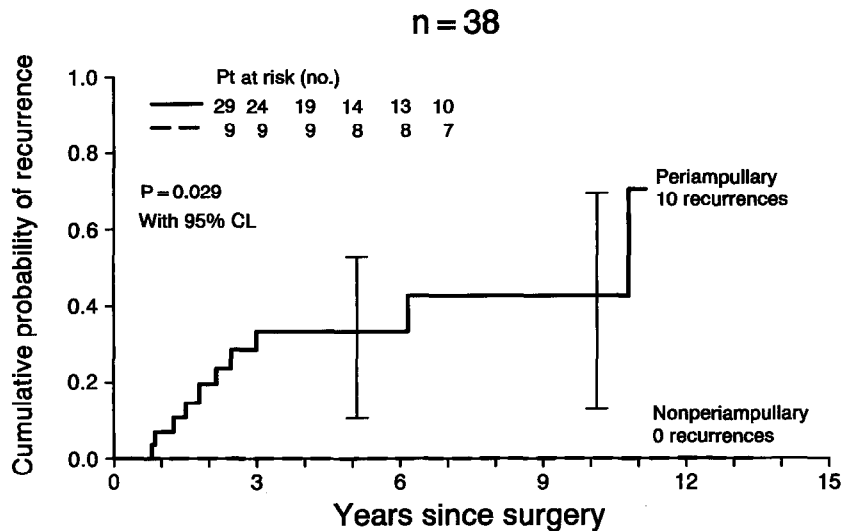 n = 38
Cumulative probability of recurrence
1.0
0.8
0.6
0.4
0.2
0.0
Pt at risk (no.)
29 24 19 14 13 10
9 9 9 8 8 7
P = 0.029
With 95% CL
Periampullary
10 recurrences
Nonperiampullary
0 recurrences
0 3 6 9 12 15
Years since surgery